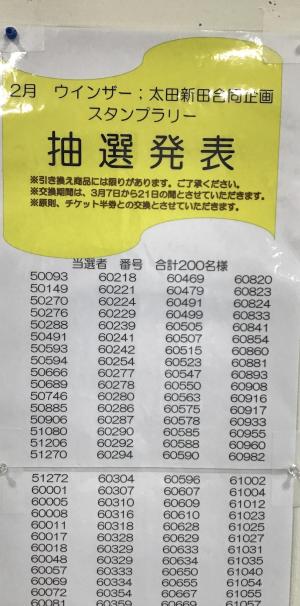 2月　ウインザー：太田新田合同企画
スタンプラリー
抽選発表
※引き換え商品には限りがあります。ご了承ください。
※交換期間は、3月7日から21日の間とさせていただきます。
※原則、チケット半券との交換とさせていただきます。
当選者　番号　合計200名様
50093 60218 60469 60820
50149 60221 60479 60823
50270 60224 60491 60824
50276 60229 60499 60833
50288 60239 60505 60841
50491 60241 60507 60854
50593 60242 60515 60860
50594 60254 60523 60881
50666 60277 60547 60893
50689 60278 60550 60908
50746 60280 60563 60916
50885 60286 60575 60917
50906 60287 60578 60933
51080 60290 60585 60955
51206 60292 60588 60960
51270 60294 60590 60982
51272 60304 60596 61002
60001 60307 60607 61004
60005 60310 60609 61012
60008 60316 60610 61023
60011 60318 60628 61025
60017 60328 60629 61027
60018 60329 60633 61031
60048 60329 60634 61035
60057 60333 60650 61040
60069 60334 60655 61054
60072 60354 60667 61055
60081 60359 60669 61057